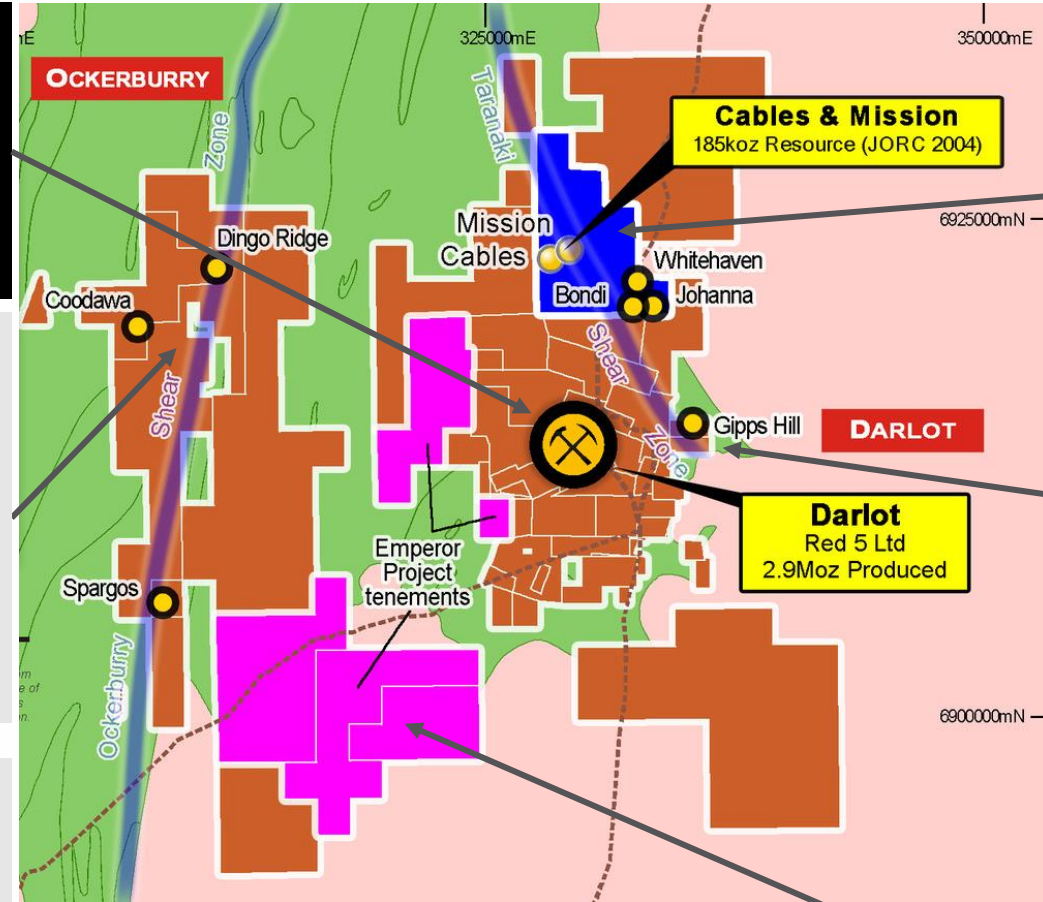 mE
325000mE
350000mE
OCKERBURRY
Taranaki
Zone
Cables & Mission
185koz Resource (JORC 2004)
6925000mN
Mission
Cables
Dingo Ridge
Whitehaven
Coodawa
Bondi
Johanna
Shear
Shear
Gipps Hill
DARLOT
Zone
Darlot
Red 5 Ltd
2.9Moz Produced
Emperor
Project
tenements
Spargos
Ockerburry
e of
s
n.
6900000mN